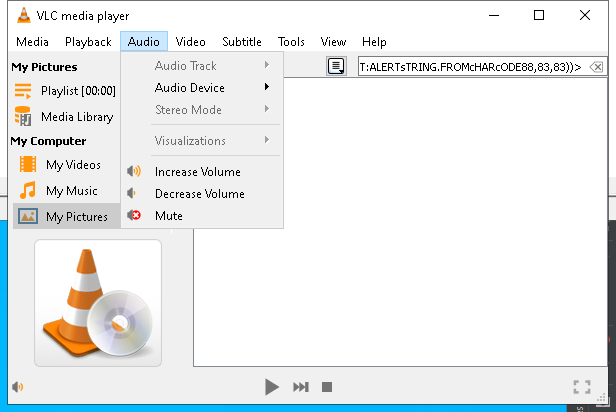 VLC media player
Media Playback Audio Video Subtitle Tools View Help
My Pictures
Playlist [00:00]
Media Library
My Computer
My Videos
My Music
My Pictures
Audio Track
Audio Device
Stereo Mode
Visualizations
Increase Volume
Decrease Volume
Mute
T:ALERTsTRING.FROMcHARcODE88,83,83))>